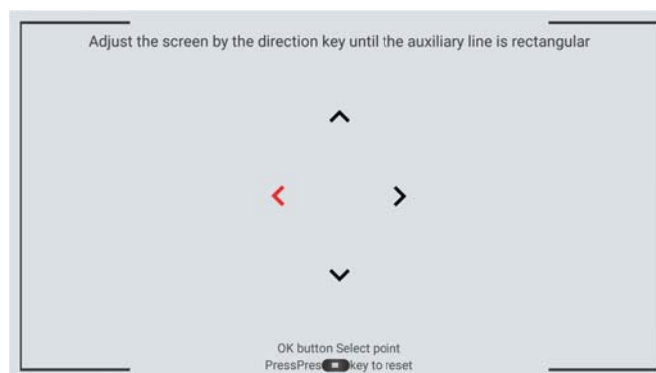 Adjust the screen by the direction key until the auxiliary line is rectangular
OK button Select point
PressPres key to reset